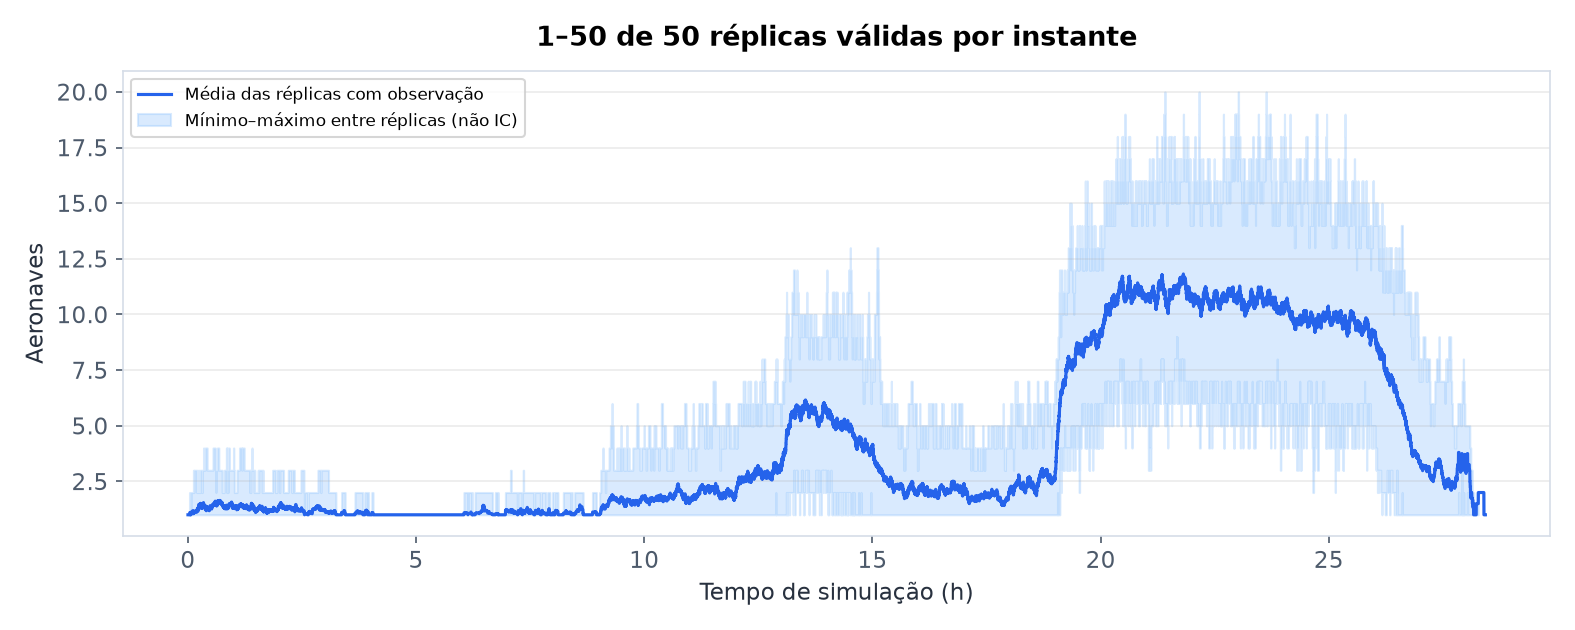 1–50 de 50 réplicas válidas por instante
Média das réplicas com observação
Mínimo–máximo entre réplicas (não IC)
Aeronaves
20.0
17.5
15.0
12.5
10.0
7.5
5.0
2.5
0 5 10 15 20 25
Tempo de simulação (h)